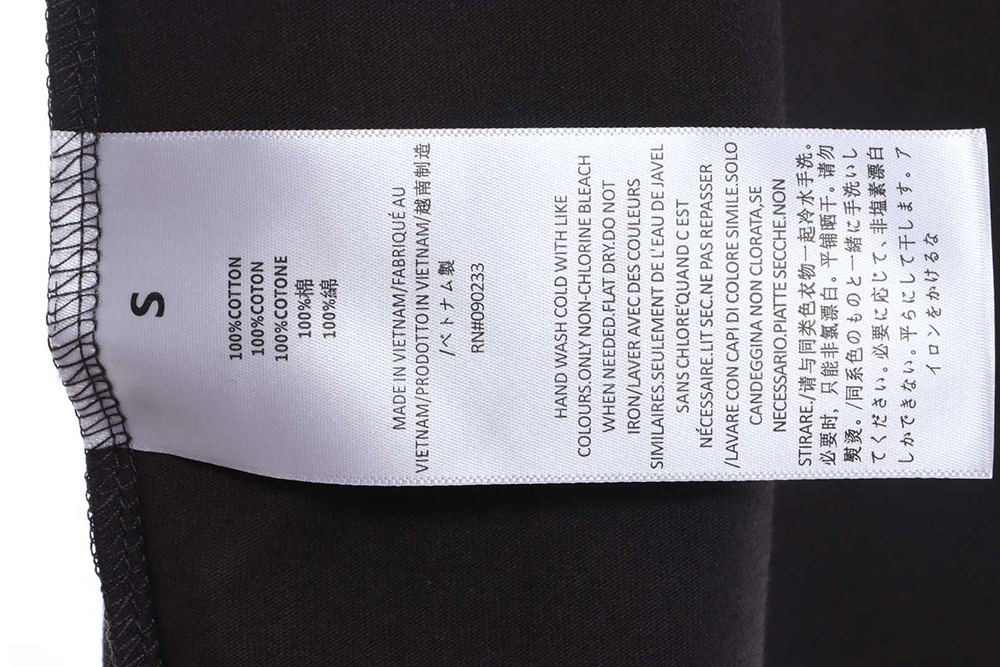 S
100%COTTON
100%COTON
100%COTONE
100%棉
100%綿
MADE IN VIETNAM/FABRIQUÉ AU
VIETNAM/PRODOTTO IN VIETNAM/越南制造
/ベトナム製
RN#090233
HAND WASH COLD WITH LIKE
COLOURS.ONLY NON-CHLORINE BLEACH
WHEN NEEDED.FLAT DRY.DO NOT
IRON/LAVER AVEC DES COULEURS
SIMILAIRES.SEULEMENT DE L'EAU DE JAVEL
SANS CHLORE'QUAND C EST
NÉCESSAIRE.LIT SEC.NE PAS REPASSER
/LAVARE CON CAPI DI COLORE SIMILE.SOLO
CANDEGGINA NON CLORATA,SE
NECESSARIO.PIATTE SECCHE.NON
STIRARE./请与同类色衣物一起冷水手洗。
必要时，只能非氯漂白。平铺晒干。请勿
熨烫。/同系色のものと一緒に手洗いし
てください。必要に応じて、非塩素漂白
しかできない。平らにして干します。ア
イロンをかけるな